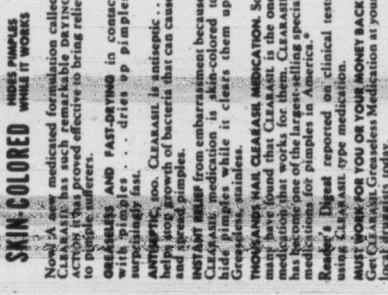 SKIN-COLORED HIDES PIMPLES
WHILE IT WORKS
Now! A new medicated formulation called
CLEARASIL has such remarkable DRYING
ACTION it has proved effective to bring relief
to pimple sufferers.
GREASELESS AND FAST-DRYING in contact
with pimples . . . dries up pimples
surprisingly fast.
ANTISEPTIC, too. CLEARASIL is antiseptic . . .
helps stop growth of bacteria that can cause
and spread pimples.
INSTANT RELIEF from embarrassment because
CLEARASIL medication is skin-colored to
hide pimples while it clears them up.
Greaseless, stainless.
THOUSANDS HAIL CLEARASIL MEDICATION. So
many have found that CLEARASIL is the one
medication that works for them. CLEARASIL
has become one of the largest-selling special
medications for pimples in America.*
Reader's Digest reported on clinical tests
using CLEARASIL type medication.
MUST WORK FOR YOU OR YOUR MONEY BACK
Get CLEARASIL Greaseless Medication at your
local druggist today.